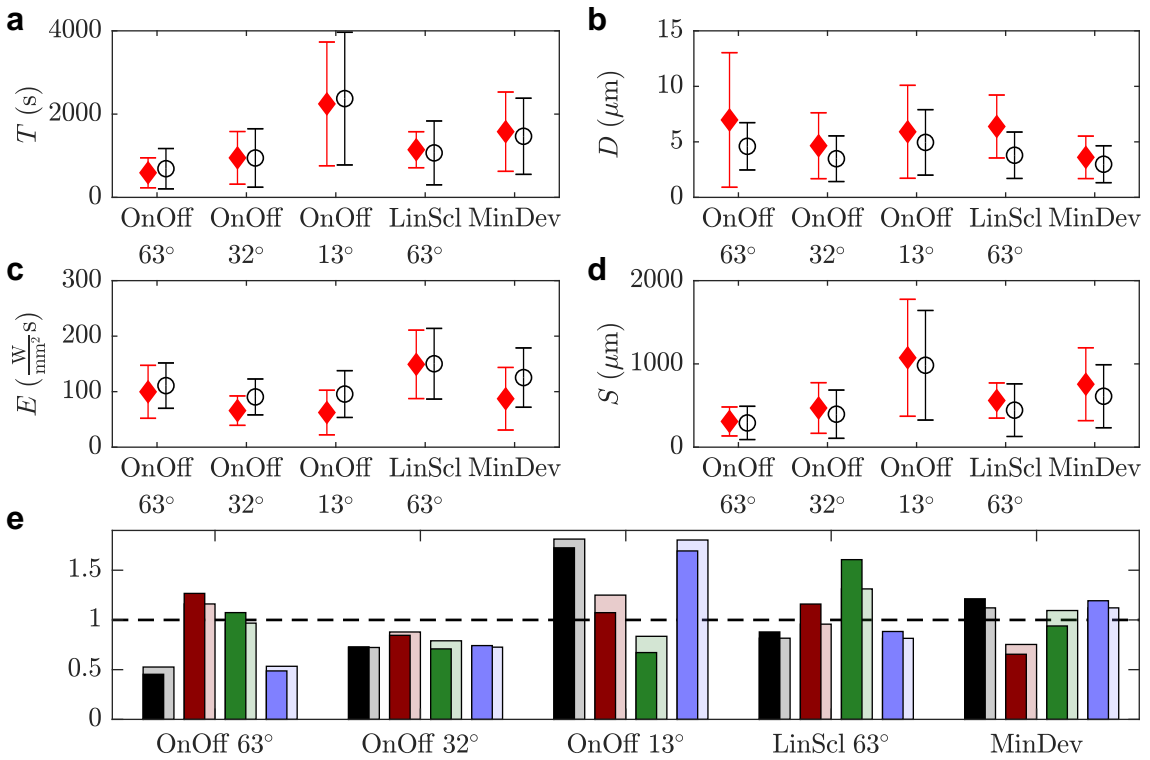 a
4000
2000
0
T (s)
OnOff OnOff OnOff LinScl MinDev
63° 32° 13° 63°
b
15
10
5
0
D (μm)
OnOff OnOff OnOff LinScl MinDev
63° 32° 13° 63°
c
300
200
100
0
E (W/mm² s)
OnOff OnOff OnOff LinScl MinDev
63° 32° 13° 63°
d
2000
1000
0
S (μm)
OnOff OnOff OnOff LinScl MinDev
63° 32° 13° 63°
e
1.5
1
0.5
0
OnOff 63° OnOff 32° OnOff 13° LinScl 63° MinDev